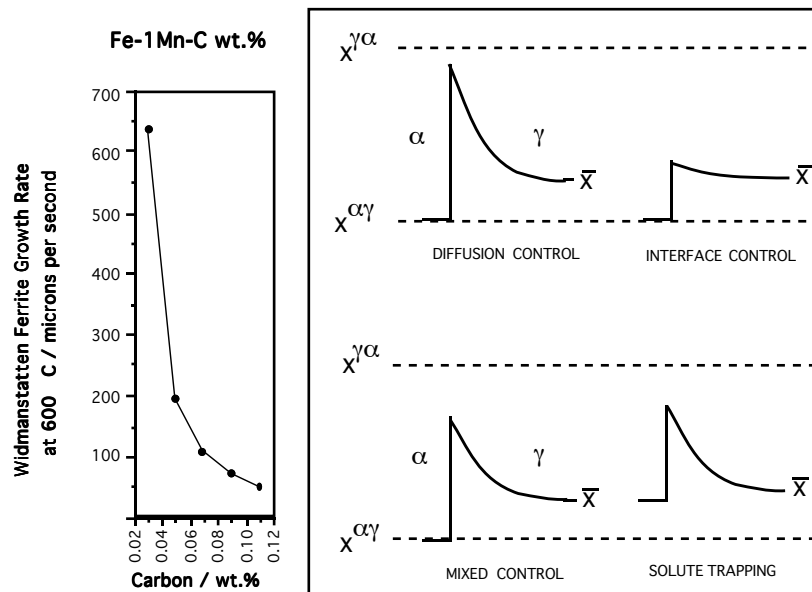 Fe-1Mn-C wt.%
Widmanstatten Ferrite Growth Rate
at 600 C / microns per second
700
600
500
400
300
200
100
0.02
0.04
0.06
0.08
0.10
0.12
Carbon / wt.%
xγα
α
γ
x̄
x̄
xαγ
DIFFUSION CONTROL
INTERFACE CONTROL
xγα
α
γ
x̄
x̄
xαγ
MIXED CONTROL
SOLUTE TRAPPING